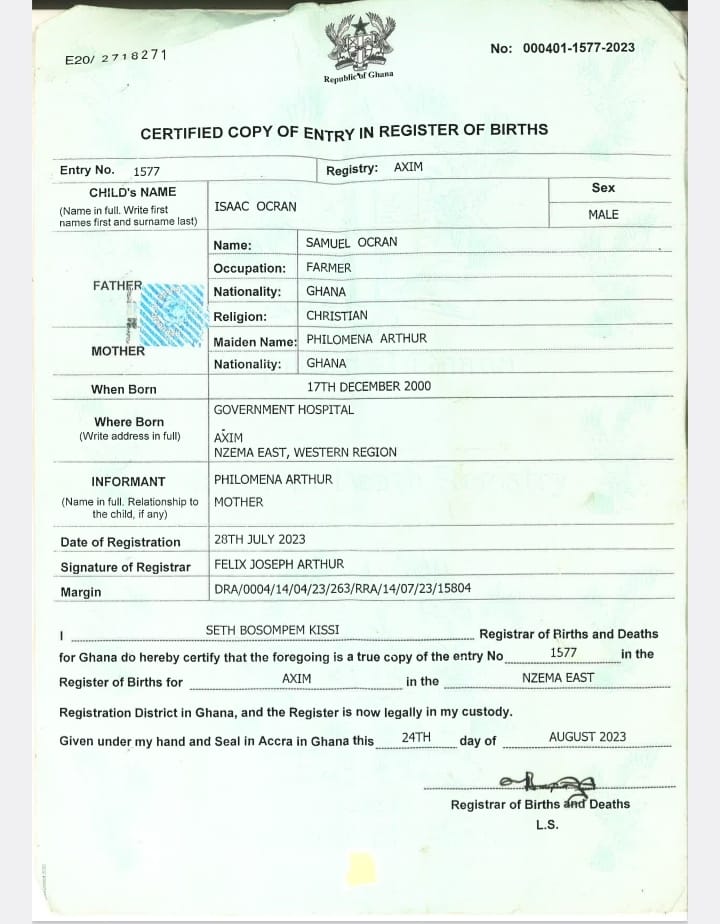 E20/ 2718271
No: 000401-1577-2023
Republic of Ghana
CERTIFIED COPY OF ENTRY IN REGISTER OF BIRTHS
Entry No. 1577 Registry: AXIM
CHILD's NAME
(Name in full. Write first
names first and surname last)
ISAAC OCRAN
Sex
MALE
FATHER
Name: SAMUEL OCRAN
Occupation: FARMER
Nationality: GHANA
Religion: CHRISTIAN
MOTHER
Maiden Name: PHILOMENA ARTHUR
Nationality: GHANA
When Born 17TH DECEMBER 2000
Where Born
(Write address in full)
GOVERNMENT HOSPITAL
AXIM
NZEMA EAST, WESTERN REGION
INFORMANT
(Name in full. Relationship to
the child, if any)
PHILOMENA ARTHUR
MOTHER
Date of Registration 28TH JULY 2023
Signature of Registrar FELIX JOSEPH ARTHUR
Margin DRA/0004/14/04/23/263/RRA/14/07/23/15804
I SETH BOSOMPEM KISSI Registrar of Births and Deaths
for Ghana do hereby certify that the foregoing is a true copy of the entry No 1577 in the
Register of Births for AXIM in the NZEMA EAST
Registration District in Ghana, and the Register is now legally in my custody.
Given under my hand and Seal in Accra in Ghana this 24TH day of AUGUST 2023
Registrar of Births and Deaths
L.S.